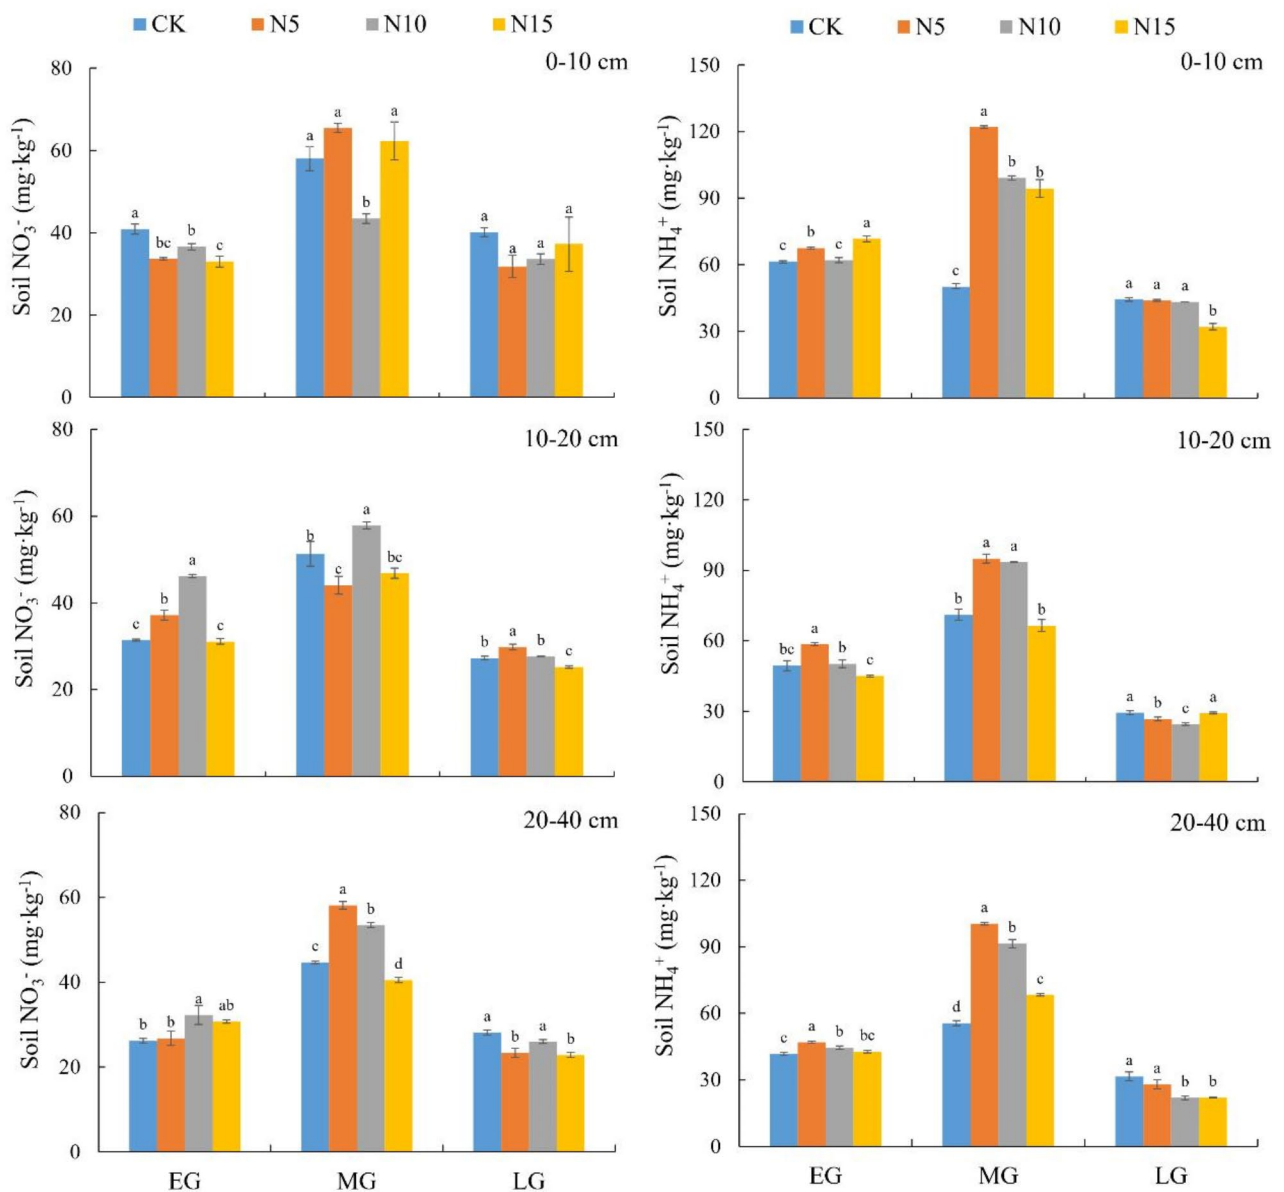 CK N5 N10 N15
0-10 cm
Soil NO₃⁻ (mg·kg⁻¹)
80
60
40
20
0
a bc b c
a a b a
a a a a
CK N5 N10 N15
0-10 cm
Soil NH₄⁺ (mg·kg⁻¹)
150
120
90
60
30
0
c b c a
c a b b
a a a b
10-20 cm
Soil NO₃⁻ (mg·kg⁻¹)
80
60
40
20
0
c b a c
b c a bc
b a b c
10-20 cm
Soil NH₄⁺ (mg·kg⁻¹)
150
120
90
60
30
0
bc a b c
b a a b
a b c a
20-40 cm
Soil NO₃⁻ (mg·kg⁻¹)
80
60
40
20
0
b b a ab
c a b d
a b a b
EG MG LG
20-40 cm
Soil NH₄⁺ (mg·kg⁻¹)
150
120
90
60
30
0
c a b bc
d a b c
a a b b
EG MG LG